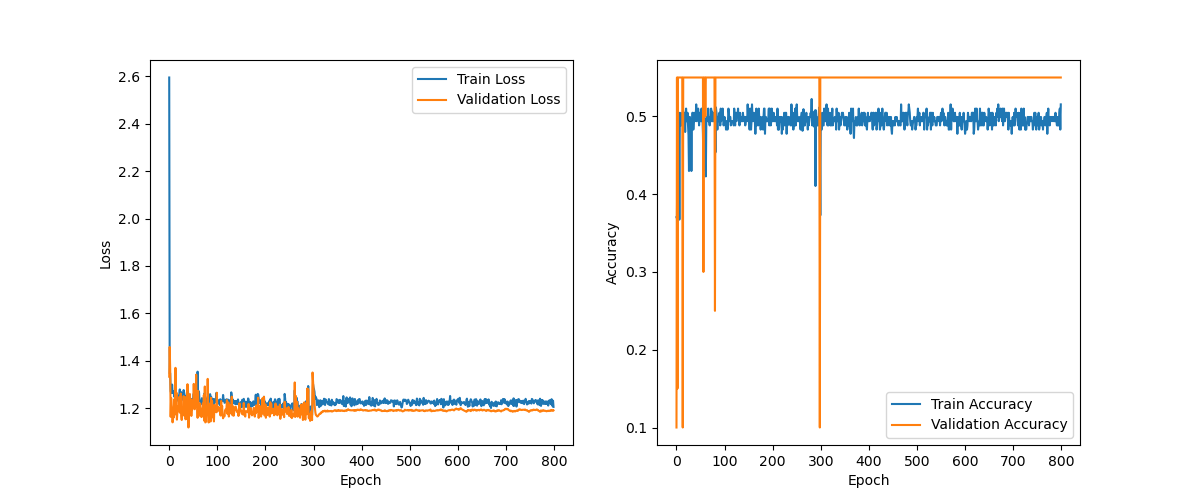 2.6
2.4
2.2
2.0
1.8
1.6
1.4
1.2
Loss
0 100 200 300 400 500 600 700 800
Epoch
Train Loss
Validation Loss
0.5
0.4
0.3
0.2
0.1
Accuracy
0 100 200 300 400 500 600 700 800
Epoch
Train Accuracy
Validation Accuracy